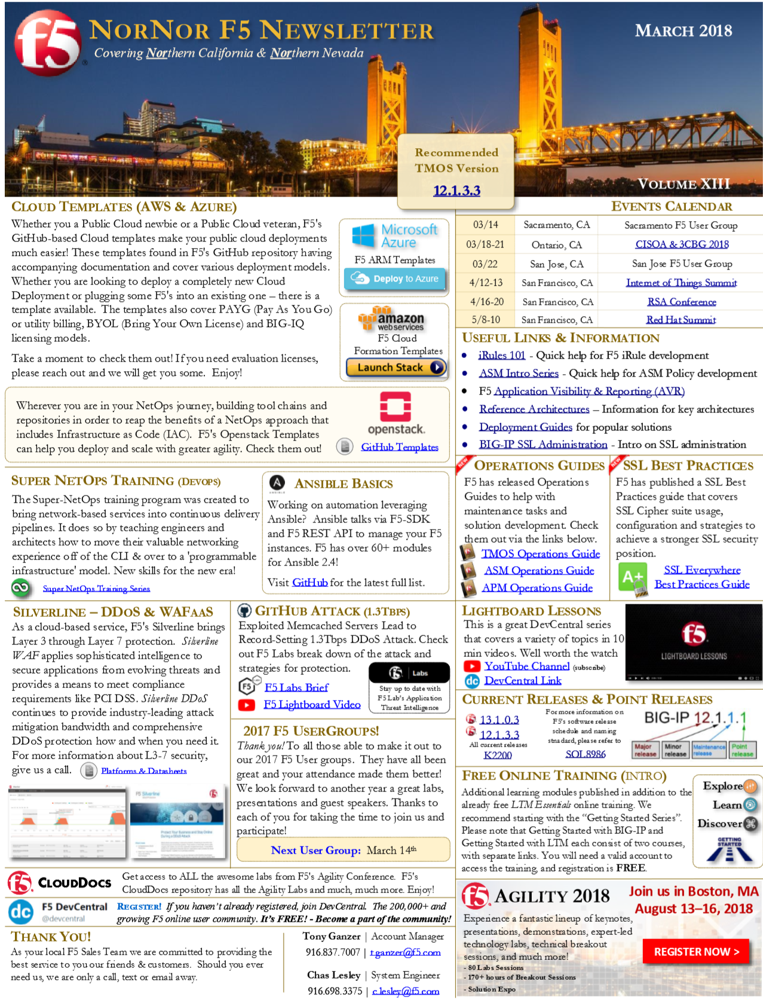 f5
NORNOR F5 NEWSLETTER
Covering Northern California & Northern Nevada
MARCH 2018
Recommended
TMOS Version
12.1.3.3
VOLUME XIII
CLOUD TEMPLATES (AWS & AZURE)
Whether you a Public Cloud newbie or a Public Cloud veteran, F5's
GitHub-based Cloud templates make your public cloud deployments
much easier! These templates found in F5's GitHub repository having
accompanying documentation and cover various deployment models.
Whether you are looking to deploy a completely new Cloud
Deployment or plugging some F5's into an existing one – there is a
template available. The templates also cover PAYG (Pay As You Go)
or utility billing, BYOL (Bring Your Own License) and BIG-IQ
licensing models.
Take a moment to check them out! If you need evaluation licenses,
please reach out and we will get you some. Enjoy!
Microsoft
Azure
F5 ARM Templates
Deploy to Azure
amazon
webservices
F5 Cloud
Formation Templates
Launch Stack
Wherever you are in your NetOps journey, building tool chains and
repositories in order to reap the benefits of a NetOps approach that
includes Infrastructure as Code (IAC). F5's Openstack Templates
can help you deploy and scale with greater agility. Check them out!
openstack.
GitHub Templates
EVENTS CALENDAR
03/14 Sacramento, CA Sacramento F5 User Group
03/18-21 Ontario, CA CISOA & 3CBG 2018
03/22 San Jose, CA San Jose F5 User Group
4/12-13 San Francisco, CA Internet of Things Summit
4/16-20 San Francisco, CA RSA Conference
5/8-10 San Francisco, CA Red Hat Summit
USEFUL LINKS & INFORMATION
• iRules 101 - Quick help for F5 iRule development
• ASM Intro Series - Quick help for ASM Policy development
• F5 Application Visibility & Reporting (AVR)
• Reference Architectures – Information for key architectures
• Deployment Guides for popular solutions
• BIG-IP SSL Administration - Intro on SSL administration
SUPER NETOPS TRAINING (DEVOPS)
The Super-NetOps training program was created to
bring network-based services into continuous delivery
pipelines. It does so by teaching engineers and
architects how to move their valuable networking
experience off of the CLI & over to a 'programmable
infrastructure' model. New skills for the new era!
Super NetOps Training Series
ANSIBLE
ANSIBLE BASICS
Working on automation leveraging
Ansible? Ansible talks via F5-SDK
and F5 REST API to manage your F5
instances. F5 has over 60+ modules
for Ansible 2.4!
Visit GitHub for the latest full list.
NEW
OPERATIONS GUIDES
F5 has released Operations
Guides to help with
maintenance tasks and
solution development. Check
them out via the links below.
TMOS Operations Guide
ASM Operations Guide
APM Operations Guide
NEW
SSL BEST PRACTICES
F5 has published a SSL Best
Practices guide that covers
SSL Cipher suite usage,
configuration and strategies to
achieve a stronger SSL security
position.
A+
SSL Everywhere
Best Practices Guide
SILVERLINE – DDOS & WAFAAS
As a cloud-based service, F5's Silverline brings
Layer 3 through Layer 7 protection. Silverline
WAF applies sophisticated intelligence to
secure applications from evolving threats and
provides a means to meet compliance
requirements like PCI DSS. Silverline DDoS
continues to provide industry-leading attack
mitigation bandwidth and comprehensive
DDoS protection how and when you need it.
For more information about L3-7 security,
give us a call.
Platforms & Datasheets
F5 Silverline
Protect Your Business and Stay Online
During a DDoS Attack
GITHUB ATTACK (1.3TBPS)
Exploited Memcached Servers Lead to
Record-Setting 1.3Tbps DDoS Attack. Check
out F5 Labs break down of the attack and
strategies for protection.
F5 Labs Brief
F5 Lightboard Video
f5 | Labs
Stay up to date with
F5 Lab's Application
Threat Intelligence
2017 F5 USERGROUPS!
Thank you! To all those able to make it out to
our 2017 F5 User groups. They have all been
great and your attendance made them better!
We look forward to another year a great labs,
presentations and guest speakers. Thanks to
each of you for taking the time to join us and
participate!
Next User Group: March 14th
LIGHTBOARD LESSONS
This is a great DevCentral series
that covers a variety of topics in 10
min videos. Well worth the watch
YouTube Channel (subscribe)
dc DevCentral Link
f5
LIGHTBOARD LESSONS
CURRENT RELEASES & POINT RELEASES
13.1.0.3
12.1.3.3
All current releases
K2200
For more information on
F5's software release
schedule and naming
stnadard, please refer to
SOL8986
BIG-IP 12.1.1.1
Major
release
Minor
release
Maintenance
release
Point
release
FREE ONLINE TRAINING (INTRO)
Additional learning modules published in addition to the
already free LTM Essentials online training. We
recommend starting with the “Getting Started Series”.
Please note that Getting Started with BIG-IP and
Getting Started with LTM each consist of two courses,
with separate links. You will need a valid account to
access the training, and registration is FREE.
Explore
Learn
Discover
GETTING
STARTED
f5 CLOUDDOCS
Get access to ALL the awesome labs from F5's Agility Conference. F5's
CloudDocs repository has all the Agility Labs and much, much more. Enjoy!
dc
F5 DevCentral
@devcentral
REGISTER! If you haven't already registered, join DevCentral. The 200,000+ and
growing F5 online user community. It's FREE! - Become a part of the community!
THANK YOU!
As your local F5 Sales Team we are committed to providing the
best service to you our friends & customers. Should you ever
need us, we are only a call, text or email away.
Tony Ganzer | Account Manager
916.837.7007 | t.ganzer@f5.com
Chas Lesley | System Engineer
916.698.3375 | c.lesley@f5.com
f5 AGILITY 2018
Join us in Boston, MA
August 13–16, 2018
Experience a fantastic lineup of keynotes,
presentations, demonstrations, expert-led
technology labs, technical breakout
sessions, and much more!
- 80 Labs Sessions
- 170+ hours of Breakout Sessions
- Solution Expo
REGISTER NOW >